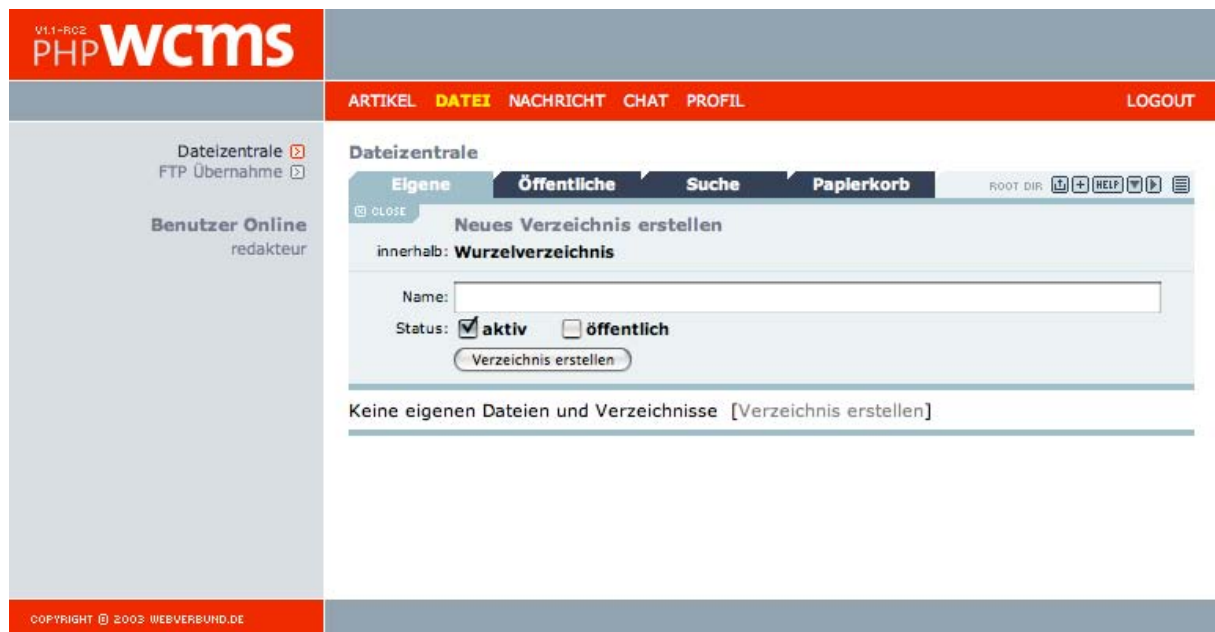 V1.1-RC2
PHPWCMS
ARTIKEL DATEI NACHRICHT CHAT PROFIL LOGOUT
Dateizentrale
FTP Übernahme
Benutzer Online
redakteur
Dateizentrale
Eigene Öffentliche Suche Papierkorb ROOT DIR HELP
CLOSE
Neues Verzeichnis erstellen
innerhalb: Wurzelverzeichnis
Name:
Status: aktiv öffentlich
Verzeichnis erstellen
Keine eigenen Dateien und Verzeichnisse [Verzeichnis erstellen]
COPYRIGHT © 2003 WEBVERBUND.DE